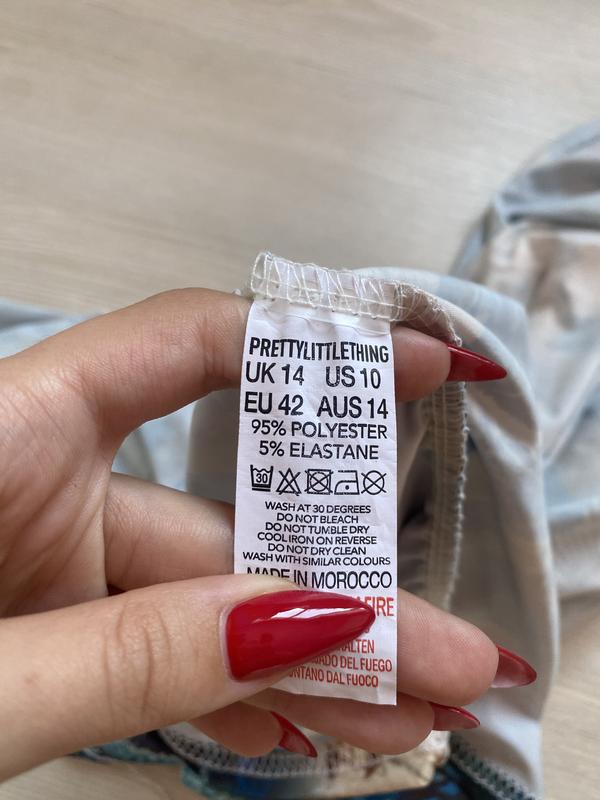 PRETTYLITTLETHING
UK 14 US 10
EU 42 AUS 14
95% POLYESTER
5% ELASTANE
30
WASH AT 30 DEGREES
DO NOT BLEACH
DO NOT TUMBLE DRY
COOL IRON ON REVERSE
DO NOT DRY CLEAN
WASH WITH SIMILAR COLOURS
MADE IN MOROCCO
FIRE
DEL FUEGO
DAL FUOCO